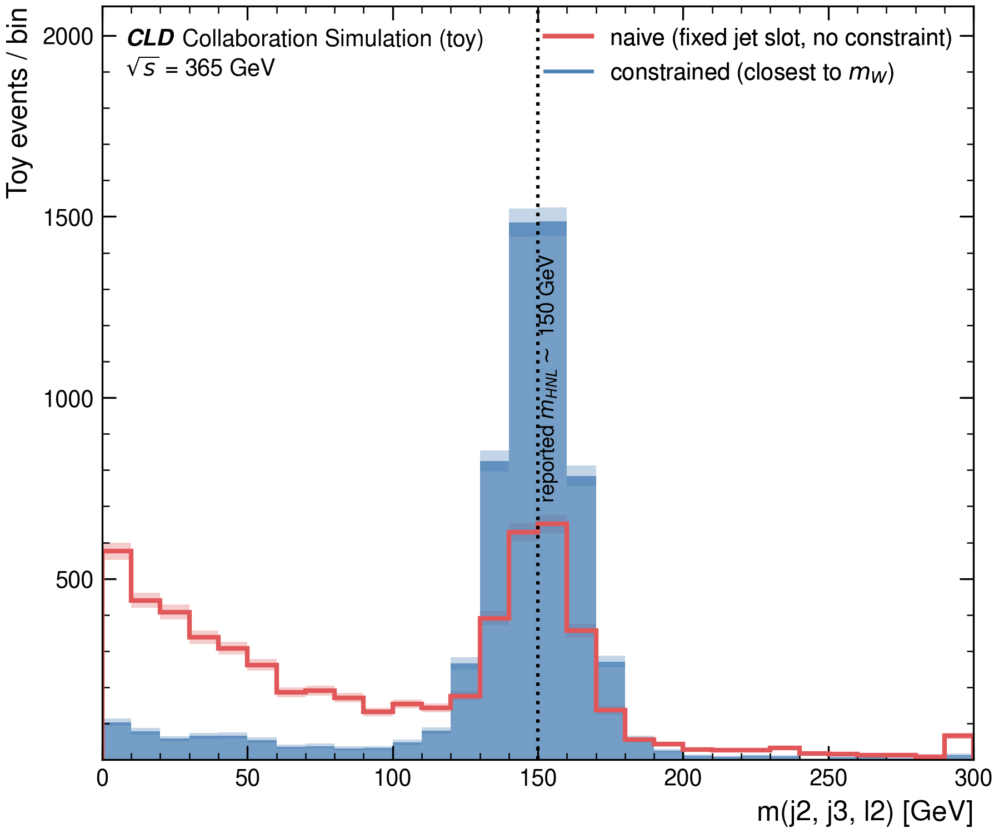 CLD Collaboration Simulation (toy)
√s = 365 GeV
naive (fixed jet slot, no constraint)
constrained (closest to m_W)
Toy events / bin
2000
1500
1000
500
reported m_HNL ~ 150 GeV
0 50 100 150 200 250 300
m(j2, j3, l2) [GeV]